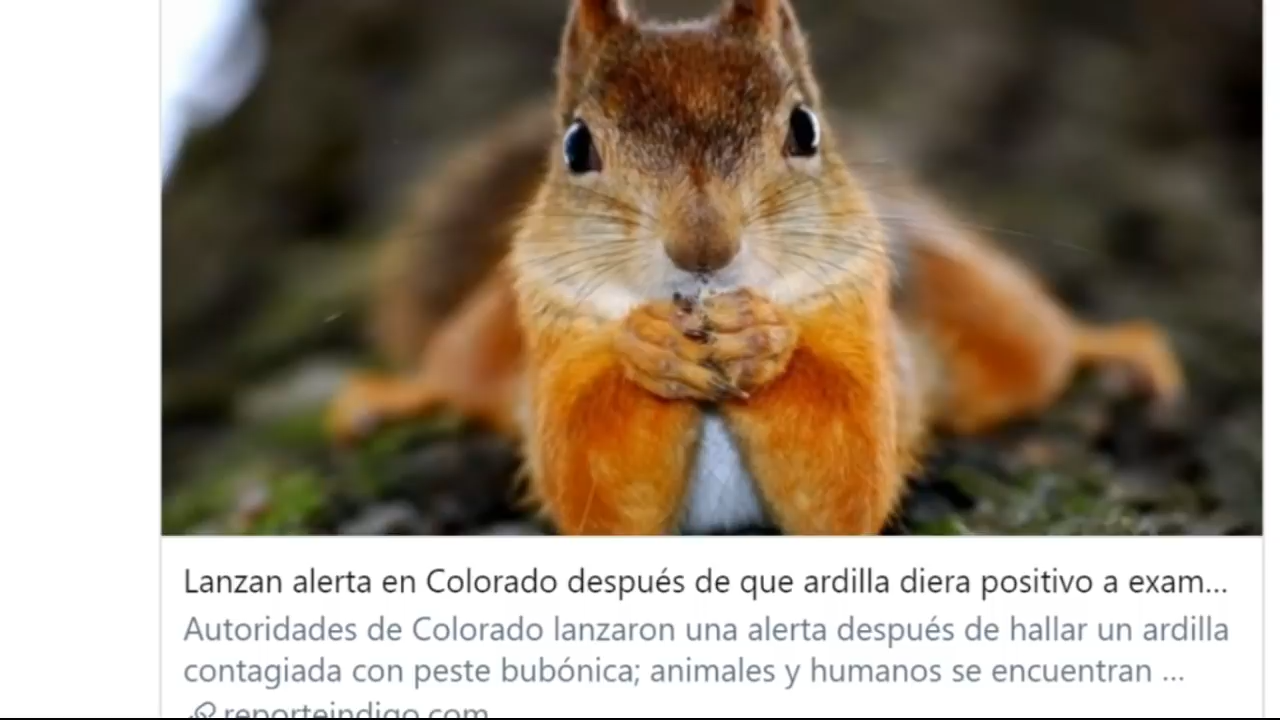 Lanzan alerta en Colorado después de que ardilla diera positivo a exam...
Autoridades de Colorado lanzaron una alerta después de hallar un ardilla
contagiada con peste bubónica; animales y humanos se encuentran ...
reporteindigo.com